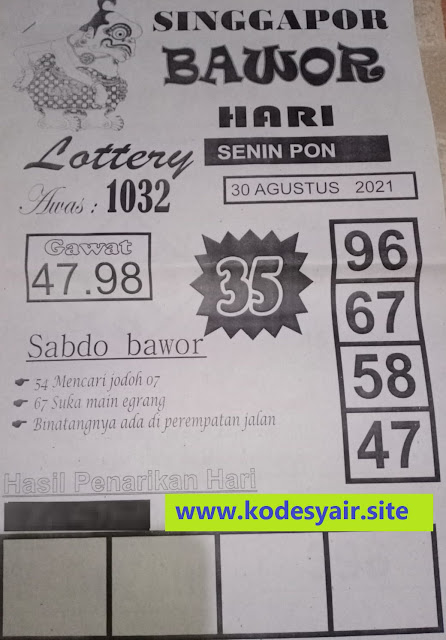 SINGGAPOR
BAWOR
HARI
Lottery
SENIN PON
Awas : 1032
30 AGUSTUS 2021
Gawat
47.98
35
96
67
58
47
Sabdo bawor
54 Mencari jodoh 07
67 Suka main egrang
Binatangnya ada di perempatan jalan
Hasil Penarikan Hari
www.kodesyair.site